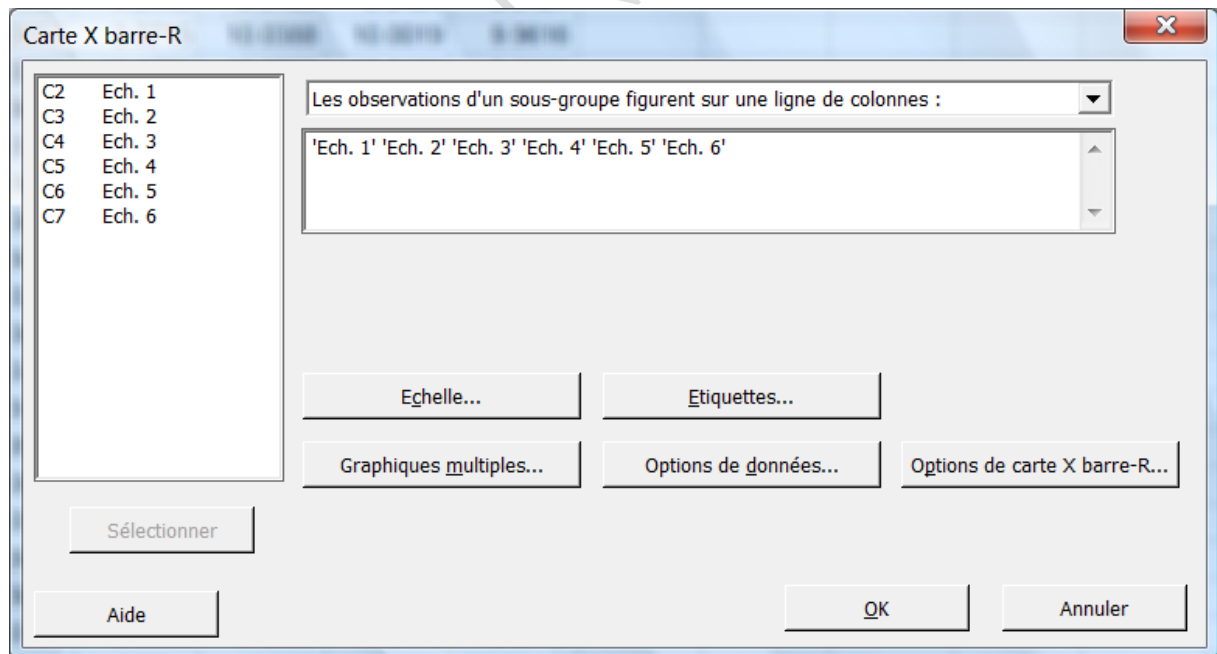 Carte X barre-R
C2 Ech. 1
C3 Ech. 2
C4 Ech. 3
C5 Ech. 4
C6 Ech. 5
C7 Ech. 6
Les observations d'un sous-groupe figurent sur une ligne de colonnes :
'Ech. 1' 'Ech. 2' 'Ech. 3' 'Ech. 4' 'Ech. 5' 'Ech. 6'
Echelle...
Etiquettes...
Graphiques multiples...
Options de données...
Options de carte X barre-R...
Sélectionner
Aide
OK
Annuler